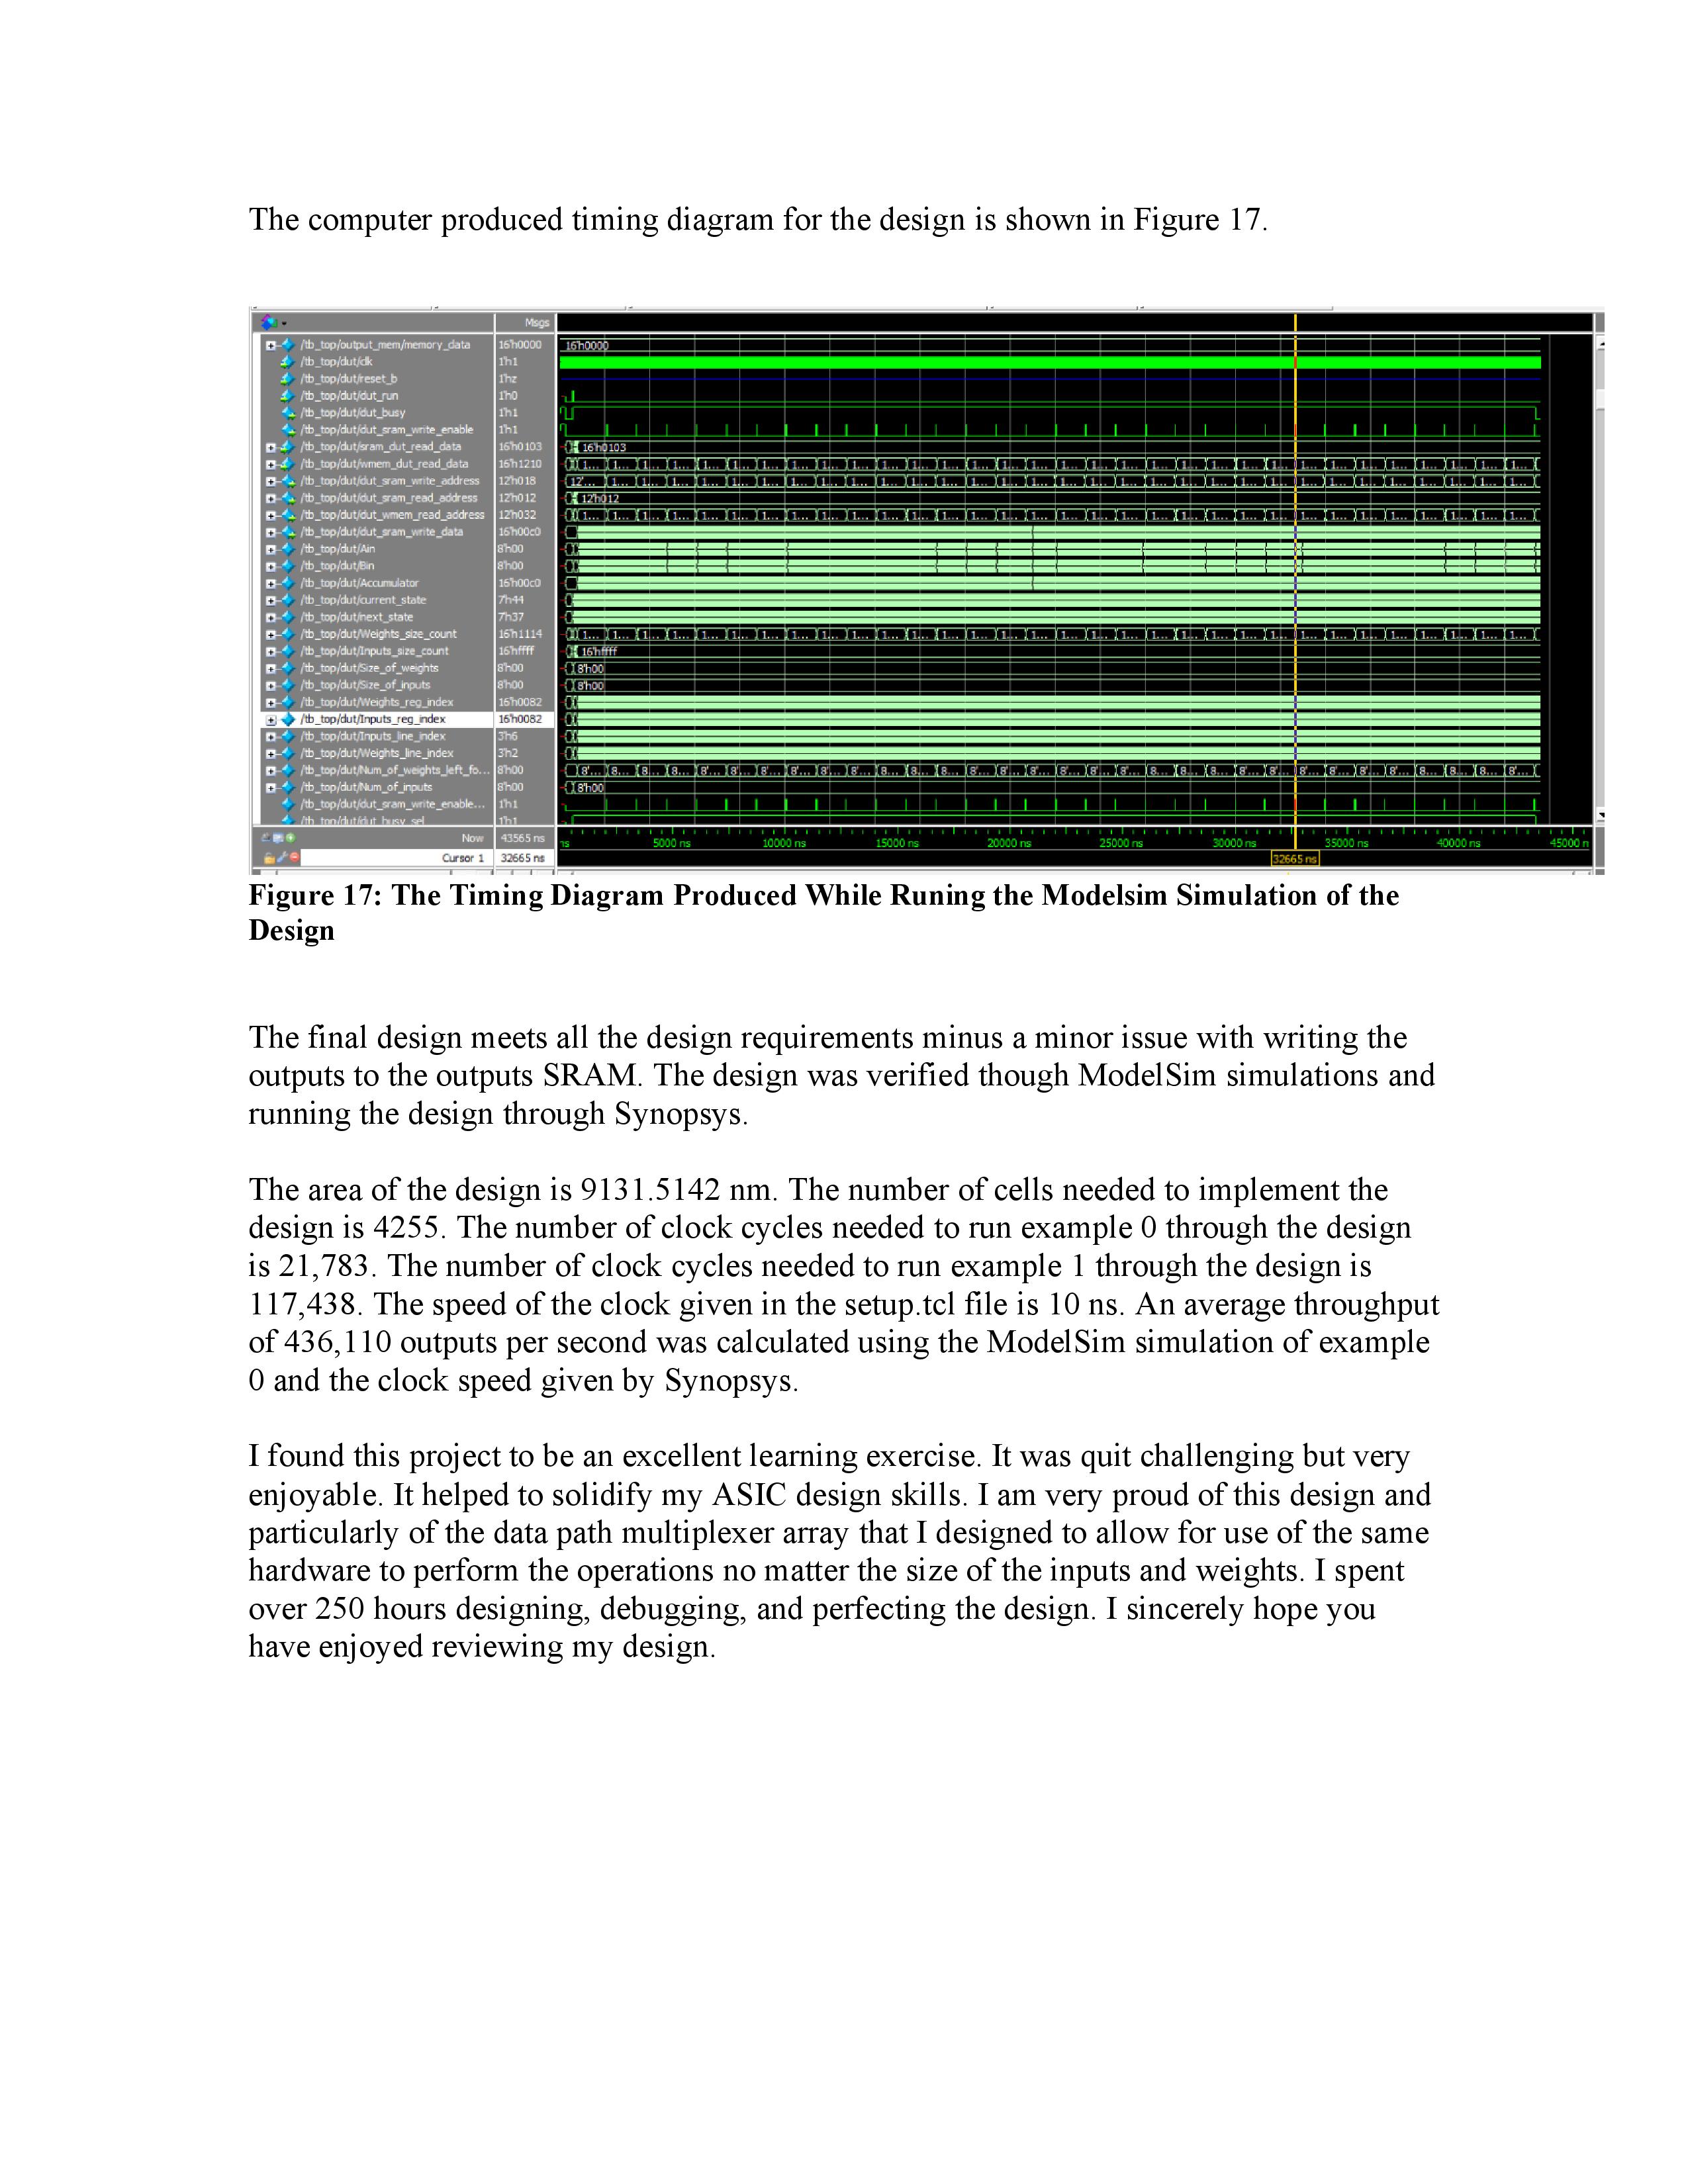 The computer produced timing diagram for the design is shown in Figure 17.
Msgs
/tb_top/output_mem/memory_data 16'h0000 16'h0000
/tb_top/dut/clk 1'h1
/tb_top/dut/reset_b 1'hz
/tb_top/dut/dut_run 1'h0
/tb_top/dut/dut_busy 1'h1
/tb_top/dut/dut_sram_write_enable 1'h1
/tb_top/dut/sram_dut_read_data 16'h0103 16'h0103
/tb_top/dut/wmem_dut_read_data 16'h1210
/tb_top/dut/dut_sram_write_address 12'h018
/tb_top/dut/dut_sram_read_address 12'h012 12'h012
/tb_top/dut/dut_wmem_read_address 12'h032
/tb_top/dut/dut_sram_write_data 16'h00c0
/tb_top/dut/Ain 8'h00
/tb_top/dut/Bin 8'h00
/tb_top/dut/Accumulator 16'h00c0
/tb_top/dut/current_state 7'h44
/tb_top/dut/next_state 7'h37
/tb_top/dut/Weights_size_count 16'h1114
/tb_top/dut/Inputs_size_count 16'hffff 16'hffff
/tb_top/dut/Size_of_weights 8'h00 8'h00
/tb_top/dut/Size_of_inputs 8'h00 8'h00
/tb_top/dut/Weights_reg_index 16'h0082
/tb_top/dut/Inputs_reg_index 16'h0082
/tb_top/dut/Inputs_line_index 3'h6
/tb_top/dut/Weights_line_index 3'h2
/tb_top/dut/Num_of_weights_left_fo... 8'h00
/tb_top/dut/Num_of_inputs 8'h00 8'h00
/tb_top/dut/dut_sram_write_enable... 1'h1
/tb_top/dut/dut_busy_sel 1'h1
Now 43565 ns ns 5000 ns 10000 ns 15000 ns 20000 ns 25000 ns 30000 ns 35000 ns 40000 ns 45000 n
Cursor 1 32665 ns 32665 ns
Figure 17: The Timing Diagram Produced While Runing the Modelsim Simulation of the
Design
The final design meets all the design requirements minus a minor issue with writing the
outputs to the outputs SRAM. The design was verified though ModelSim simulations and
running the design through Synopsys.
The area of the design is 9131.5142 nm. The number of cells needed to implement the
design is 4255. The number of clock cycles needed to run example 0 through the design
is 21,783. The number of clock cycles needed to run example 1 through the design is
117,438. The speed of the clock given in the setup.tcl file is 10 ns. An average throughput
of 436,110 outputs per second was calculated using the ModelSim simulation of example
0 and the clock speed given by Synopsys.
I found this project to be an excellent learning exercise. It was quit challenging but very
enjoyable. It helped to solidify my ASIC design skills. I am very proud of this design and
particularly of the data path multiplexer array that I designed to allow for use of the same
hardware to perform the operations no matter the size of the inputs and weights. I spent
over 250 hours designing, debugging, and perfecting the design. I sincerely hope you
have enjoyed reviewing my design.